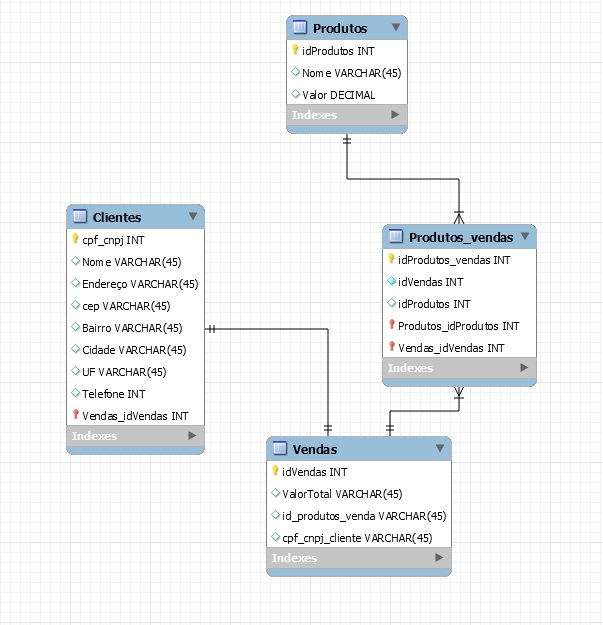 Produtos
idProdutos INT
Nome VARCHAR(45)
Valor DECIMAL
Indexes
Clientes
cpf_cnpj INT
Nome VARCHAR(45)
Endereço VARCHAR(45)
cep VARCHAR(45)
Bairro VARCHAR(45)
Cidade VARCHAR(45)
UF VARCHAR(45)
Telefone INT
Vendas_idVendas INT
Indexes
Produtos_vendas
idProdutos_vendas INT
idVendas INT
idProdutos INT
Produtos_idProdutos INT
Vendas_idVendas INT
Indexes
Vendas
idVendas INT
ValorTotal VARCHAR(45)
id_produtos_venda VARCHAR(45)
cpf_cnpj_cliente VARCHAR(45)
Indexes